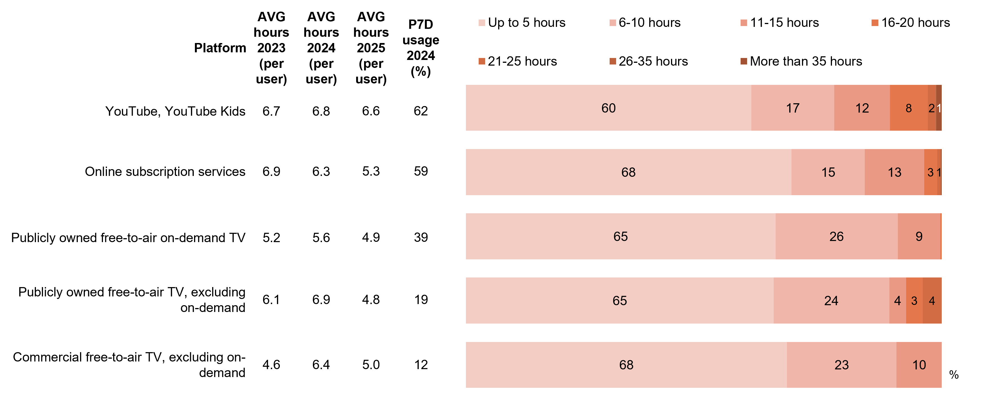 Platform
AVG
hours
2023
(per
user)
AVG
hours
2024
(per
user)
AVG
hours
2025
(per
user)
P7D
usage
2024
(%)
Up to 5 hours
6-10 hours
11-15 hours
16-20 hours
21-25 hours
26-35 hours
More than 35 hours
YouTube, YouTube Kids 6.7 6.8 6.6 62 60 17 12 8 2 1
Online subscription services 6.9 6.3 5.3 59 68 15 13 3 1
Publicly owned free-to-air on-demand TV 5.2 5.6 4.9 39 65 26 9
Publicly owned free-to-air TV, excluding
on-demand
6.1 6.9 4.8 19 65 24 4 3 4
Commercial free-to-air TV, excluding on-
demand
4.6 6.4 5.0 12 68 23 10
%